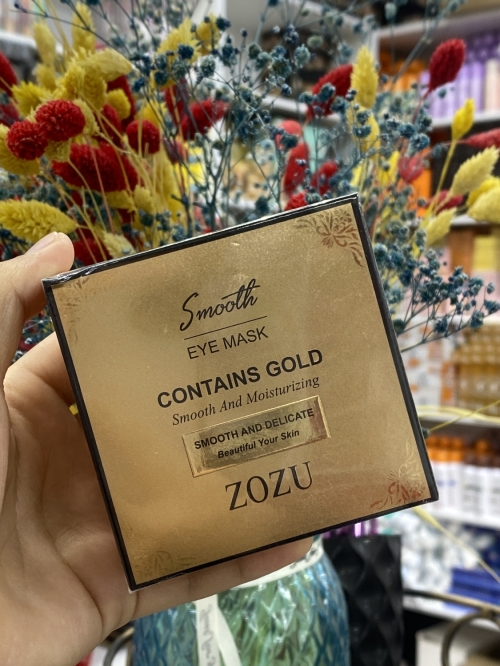 Smooth
EYE MASK
CONTAINS GOLD
Smooth And Moisturizing
SMOOTH AND DELICATE
Beautiful Your Skin
ZOZU